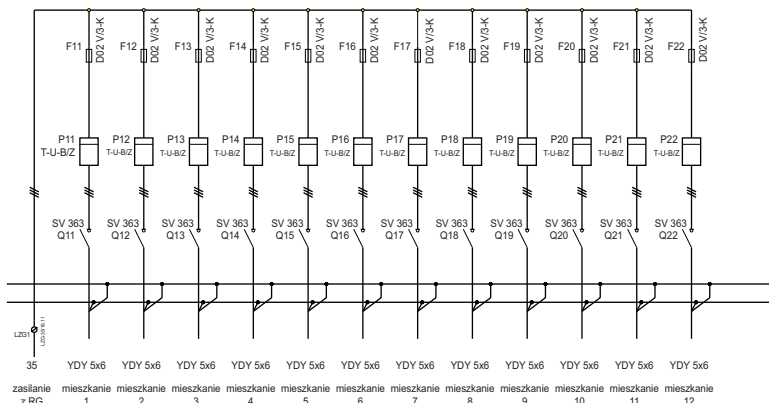 F11 D02 V/3-K F12 D02 V/3-K F13 D02 V/3-K F14 D02 V/3-K F15 D02 V/3-K F16 D02 V/3-K F17 D02 V/3-K F18 D02 V/3-K F19 D02 V/3-K F20 D02 V/3-K F21 D02 V/3-K F22 D02 V/3-K
P11 P12 P13 P14 P15 P16 P17 P18 P19 P20 P21 P22
T-U-B/Z T-U-B/Z T-U-B/Z T-U-B/Z T-U-B/Z T-U-B/Z T-U-B/Z T-U-B/Z T-U-B/Z T-U-B/Z T-U-B/Z T-U-B/Z
SV 363 SV 363 SV 363 SV 363 SV 363 SV 363 SV 363 SV 363 SV 363 SV 363 SV 363 SV 363
Q11 Q12 Q13 Q14 Q15 Q16 Q17 Q18 Q19 Q20 Q21 Q22
LZG1
35 YDY 5x6 YDY 5x6 YDY 5x6 YDY 5x6 YDY 5x6 YDY 5x6 YDY 5x6 YDY 5x6 YDY 5x6 YDY 5x6 YDY 5x6 YDY 5x6
zasilanie mieszkanie mieszkanie mieszkanie mieszkanie mieszkanie mieszkanie mieszkanie mieszkanie mieszkanie mieszkanie mieszkanie mieszkanie
z RG 1 2 3 4 5 6 7 8 9 10 11 12